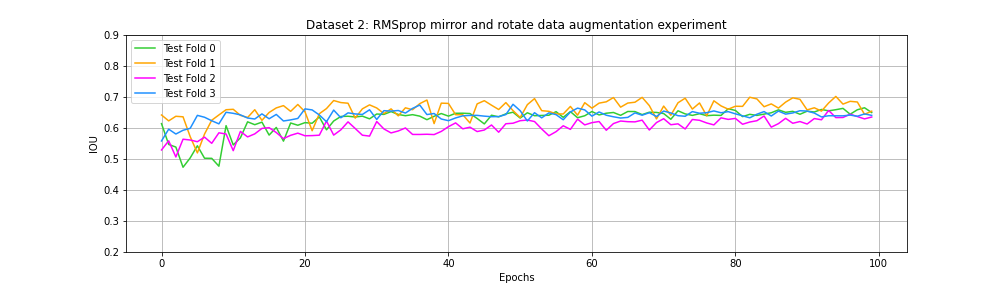 Dataset 2: RMSprop mirror and rotate data augmentation experiment
0.9
0.8
0.7
0.6
0.5
0.4
0.3
0.2
IOU
Test Fold 0
Test Fold 1
Test Fold 2
Test Fold 3
0 20 40 60 80 100
Epochs